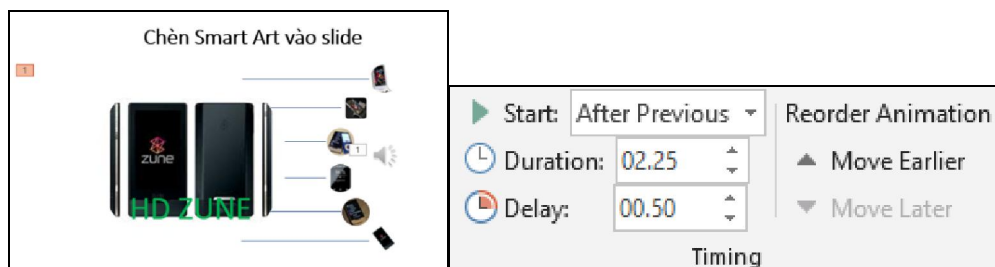 Chèn Smart Art vào slide
1
zune
1
HD ZUNE
Start: After Previous
Duration: 02.25
Delay: 00.50
Reorder Animation
Move Earlier
Move Later
Timing